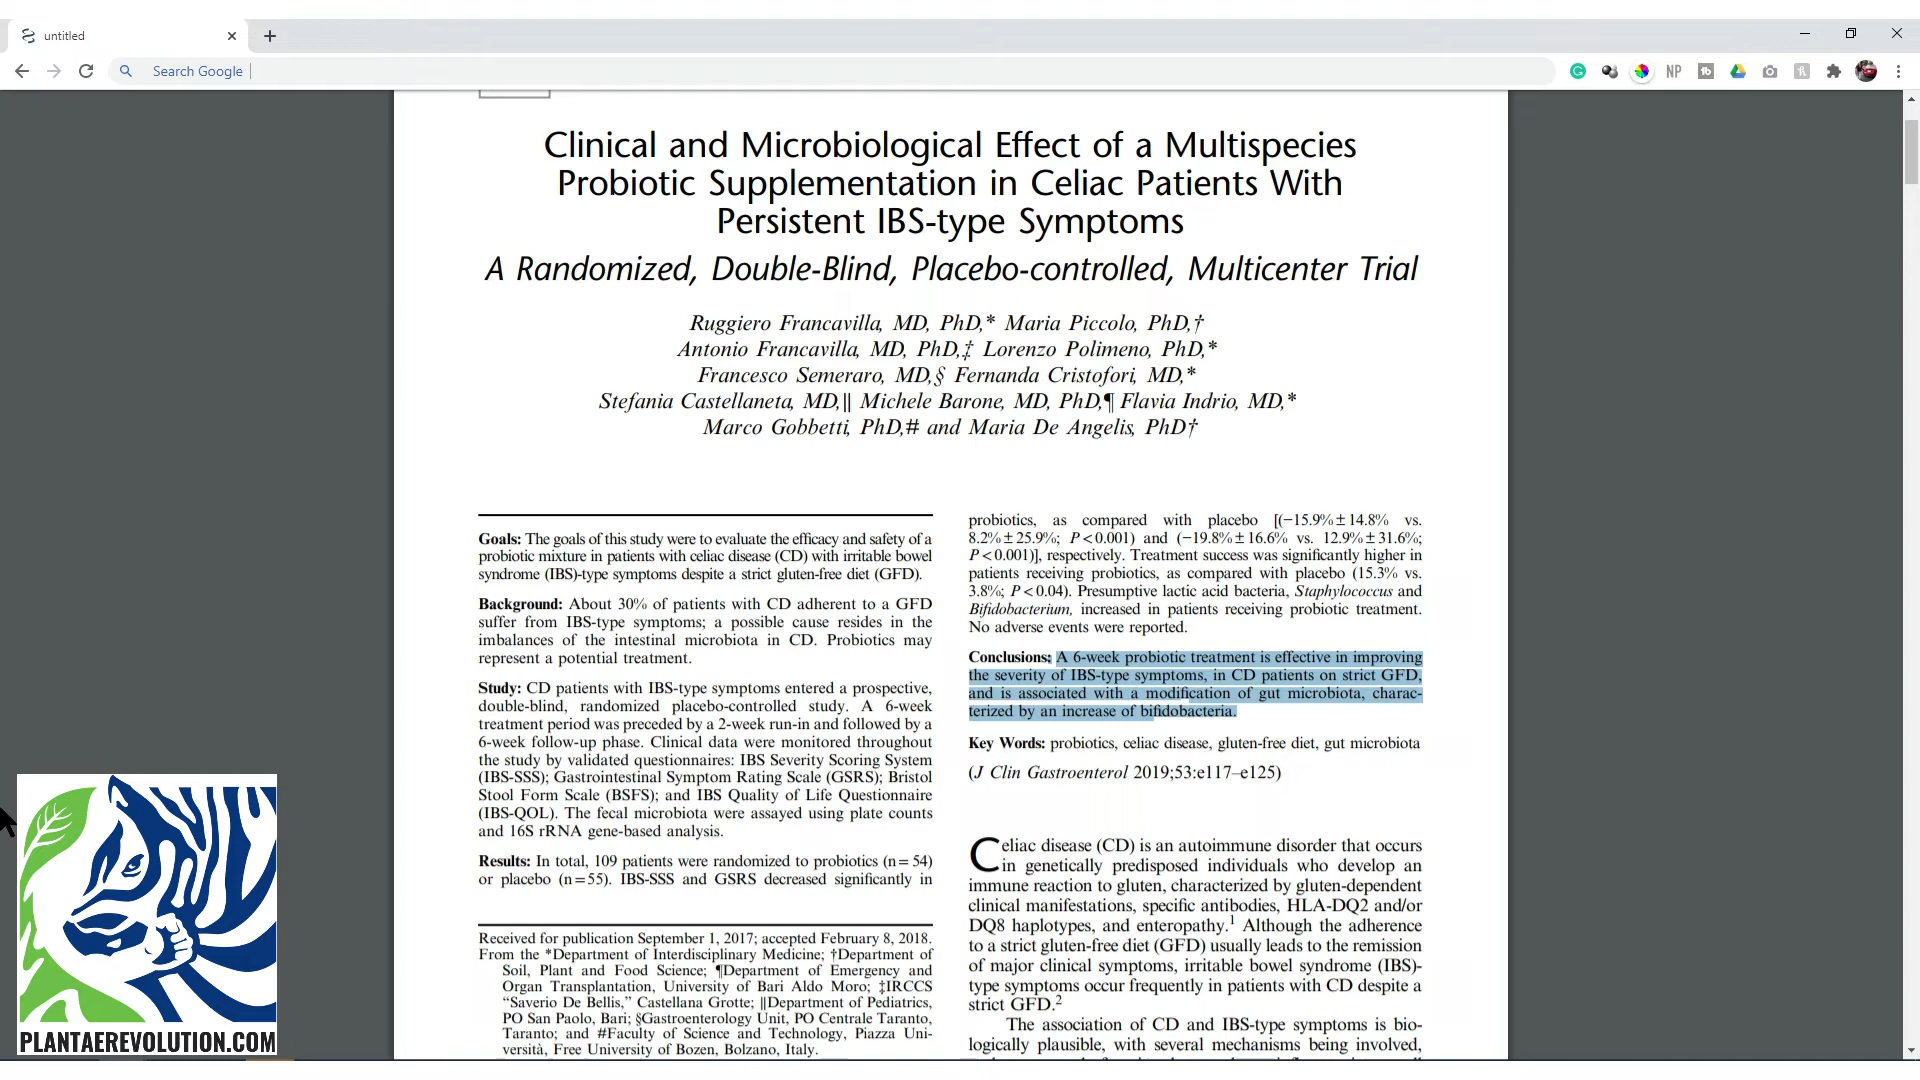 untitled
Search Google
NP
Clinical and Microbiological Effect of a Multispecies
Probiotic Supplementation in Celiac Patients With
Persistent IBS-type Symptoms
A Randomized, Double-Blind, Placebo-controlled, Multicenter Trial
Ruggiero Francavilla, MD, PhD,* Maria Piccolo, PhD,†
Antonio Francavilla, MD, PhD,‡ Lorenzo Polimeno, PhD,*
Francesco Semeraro, MD,§ Fernanda Cristofori, MD,*
Stefania Castellaneta, MD,∥ Michele Barone, MD, PhD,¶ Flavia Indrio, MD,*
Marco Gobbetti, PhD,# and Maria De Angelis, PhD†
Goals: The goals of this study were to evaluate the efficacy and safety of a
probiotic mixture in patients with celiac disease (CD) with irritable bowel
syndrome (IBS)-type symptoms despite a strict gluten-free diet (GFD).
Background: About 30% of patients with CD adherent to a GFD
suffer from IBS-type symptoms; a possible cause resides in the
imbalances of the intestinal microbiota in CD. Probiotics may
represent a potential treatment.
Study: CD patients with IBS-type symptoms entered a prospective,
double-blind, randomized placebo-controlled study. A 6-week
treatment period was preceded by a 2-week run-in and followed by a
6-week follow-up phase. Clinical data were monitored throughout
the study by validated questionnaires: IBS Severity Scoring System
(IBS-SSS); Gastrointestinal Symptom Rating Scale (GSRS); Bristol
Stool Form Scale (BSFS); and IBS Quality of Life Questionnaire
(IBS-QOL). The fecal microbiota were assayed using plate counts
and 16S rRNA gene-based analysis.
Results: In total, 109 patients were randomized to probiotics (n=54)
or placebo (n=55). IBS-SSS and GSRS decreased significantly in
Received for publication September 1, 2017; accepted February 8, 2018.
From the *Department of Interdisciplinary Medicine; †Department of
Soil, Plant and Food Science; ¶Department of Emergency and
Organ Transplantation, University of Bari Aldo Moro; ‡IRCCS
“Saverio De Bellis,” Castellana Grotte; ∥Department of Pediatrics,
PO San Paolo, Bari; §Gastroenterology Unit, PO Centrale Taranto,
Taranto; and #Faculty of Science and Technology, Piazza Uni-
versità, Free University of Bozen, Bolzano, Italy.
probiotics, as compared with placebo [(−15.9%±14.8% vs.
8.2%±25.9%; P<0.001) and (−19.8%±16.6% vs. 12.9%±31.6%;
P<0.001)], respectively. Treatment success was significantly higher in
patients receiving probiotics, as compared with placebo (15.3% vs.
3.8%; P<0.04). Presumptive lactic acid bacteria, Staphylococcus and
Bifidobacterium, increased in patients receiving probiotic treatment.
No adverse events were reported.
Conclusions: A 6-week probiotic treatment is effective in improving
the severity of IBS-type symptoms, in CD patients on strict GFD,
and is associated with a modification of gut microbiota, charac-
terized by an increase of bifidobacteria.
Key Words: probiotics, celiac disease, gluten-free diet, gut microbiota
(J Clin Gastroenterol 2019;53:e117–e125)
Celiac disease (CD) is an autoimmune disorder that occurs
in genetically predisposed individuals who develop an
immune reaction to gluten, characterized by gluten-dependent
clinical manifestations, specific antibodies, HLA-DQ2 and/or
DQ8 haplotypes, and enteropathy.1 Although the adherence
to a strict gluten-free diet (GFD) usually leads to the remission
of major clinical symptoms, irritable bowel syndrome (IBS)-
type symptoms occur frequently in patients with CD despite a
strict GFD.2
The association of CD and IBS-type symptoms is bio-
logically plausible, with several mechanisms being involved,
PLANTAEREVOLUTION.COM